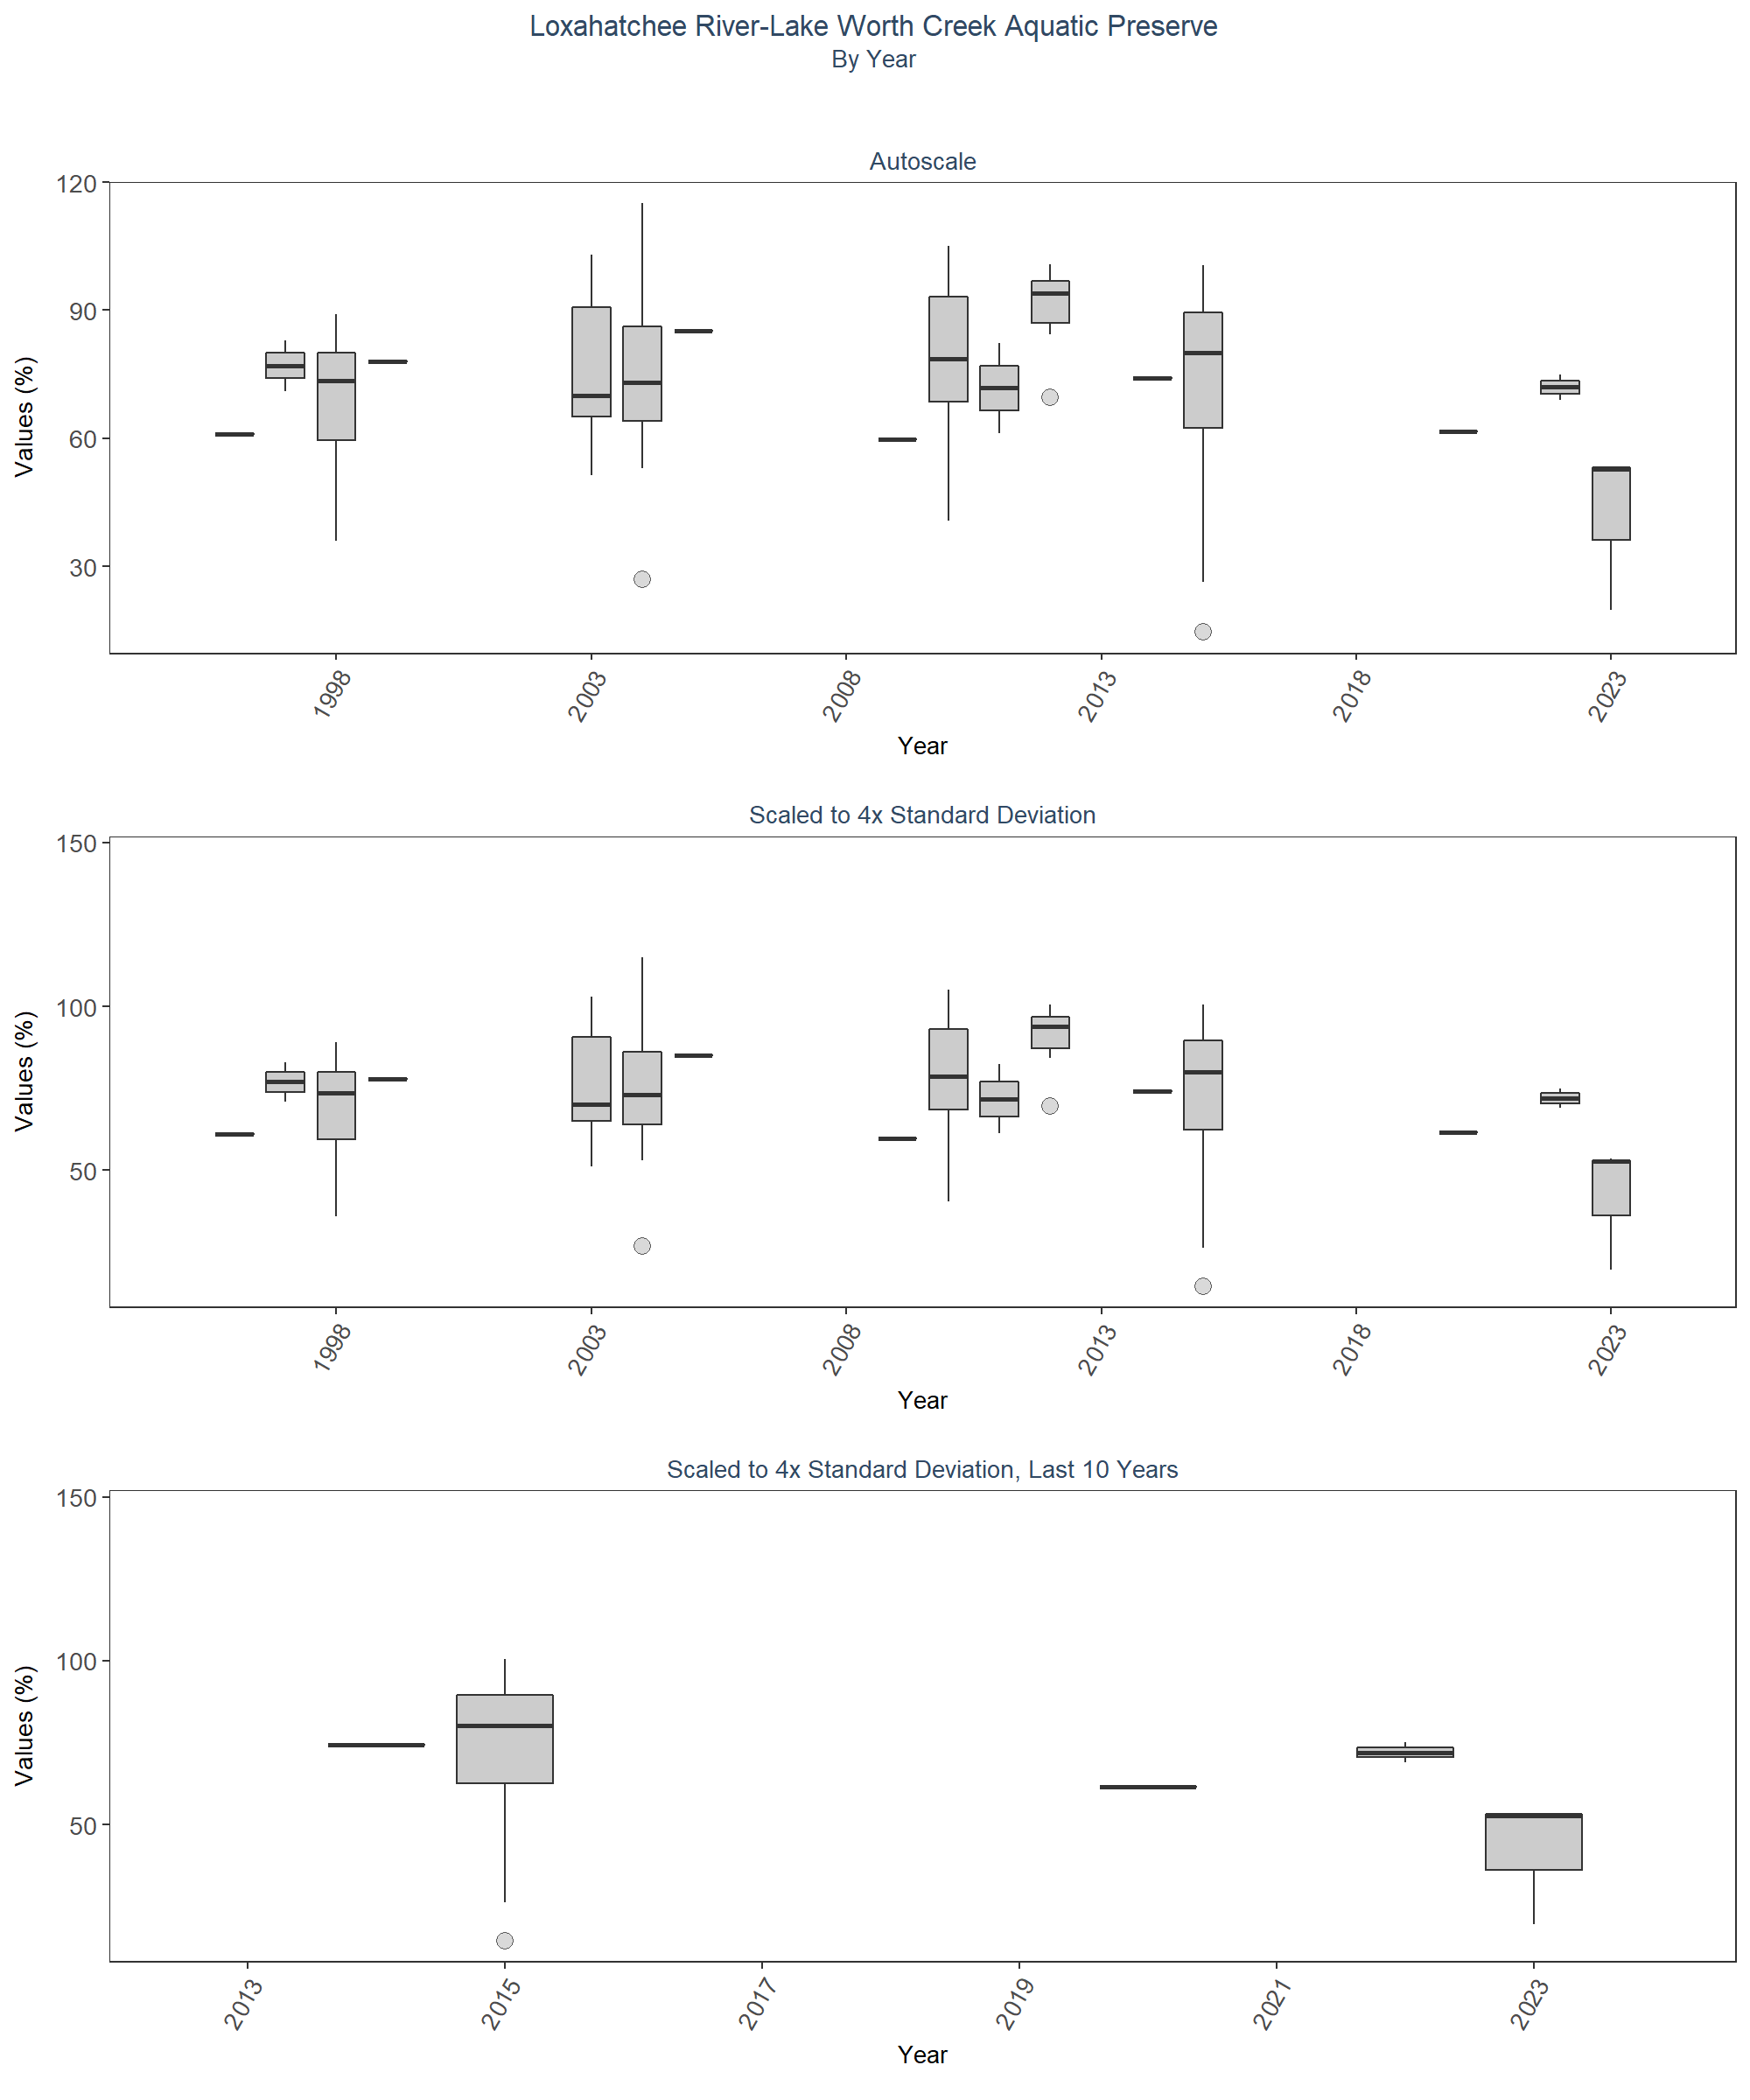 Loxahatchee River-Lake Worth Creek Aquatic Preserve
By Year
Autoscale
120
90
60
30
Values (%)
1998
2003
2008
2013
2018
2023
Year
Scaled to 4x Standard Deviation
150
100
50
Values (%)
1998
2003
2008
2013
2018
2023
Year
Scaled to 4x Standard Deviation, Last 10 Years
150
100
50
Values (%)
2013
2015
2017
2019
2021
2023
Year